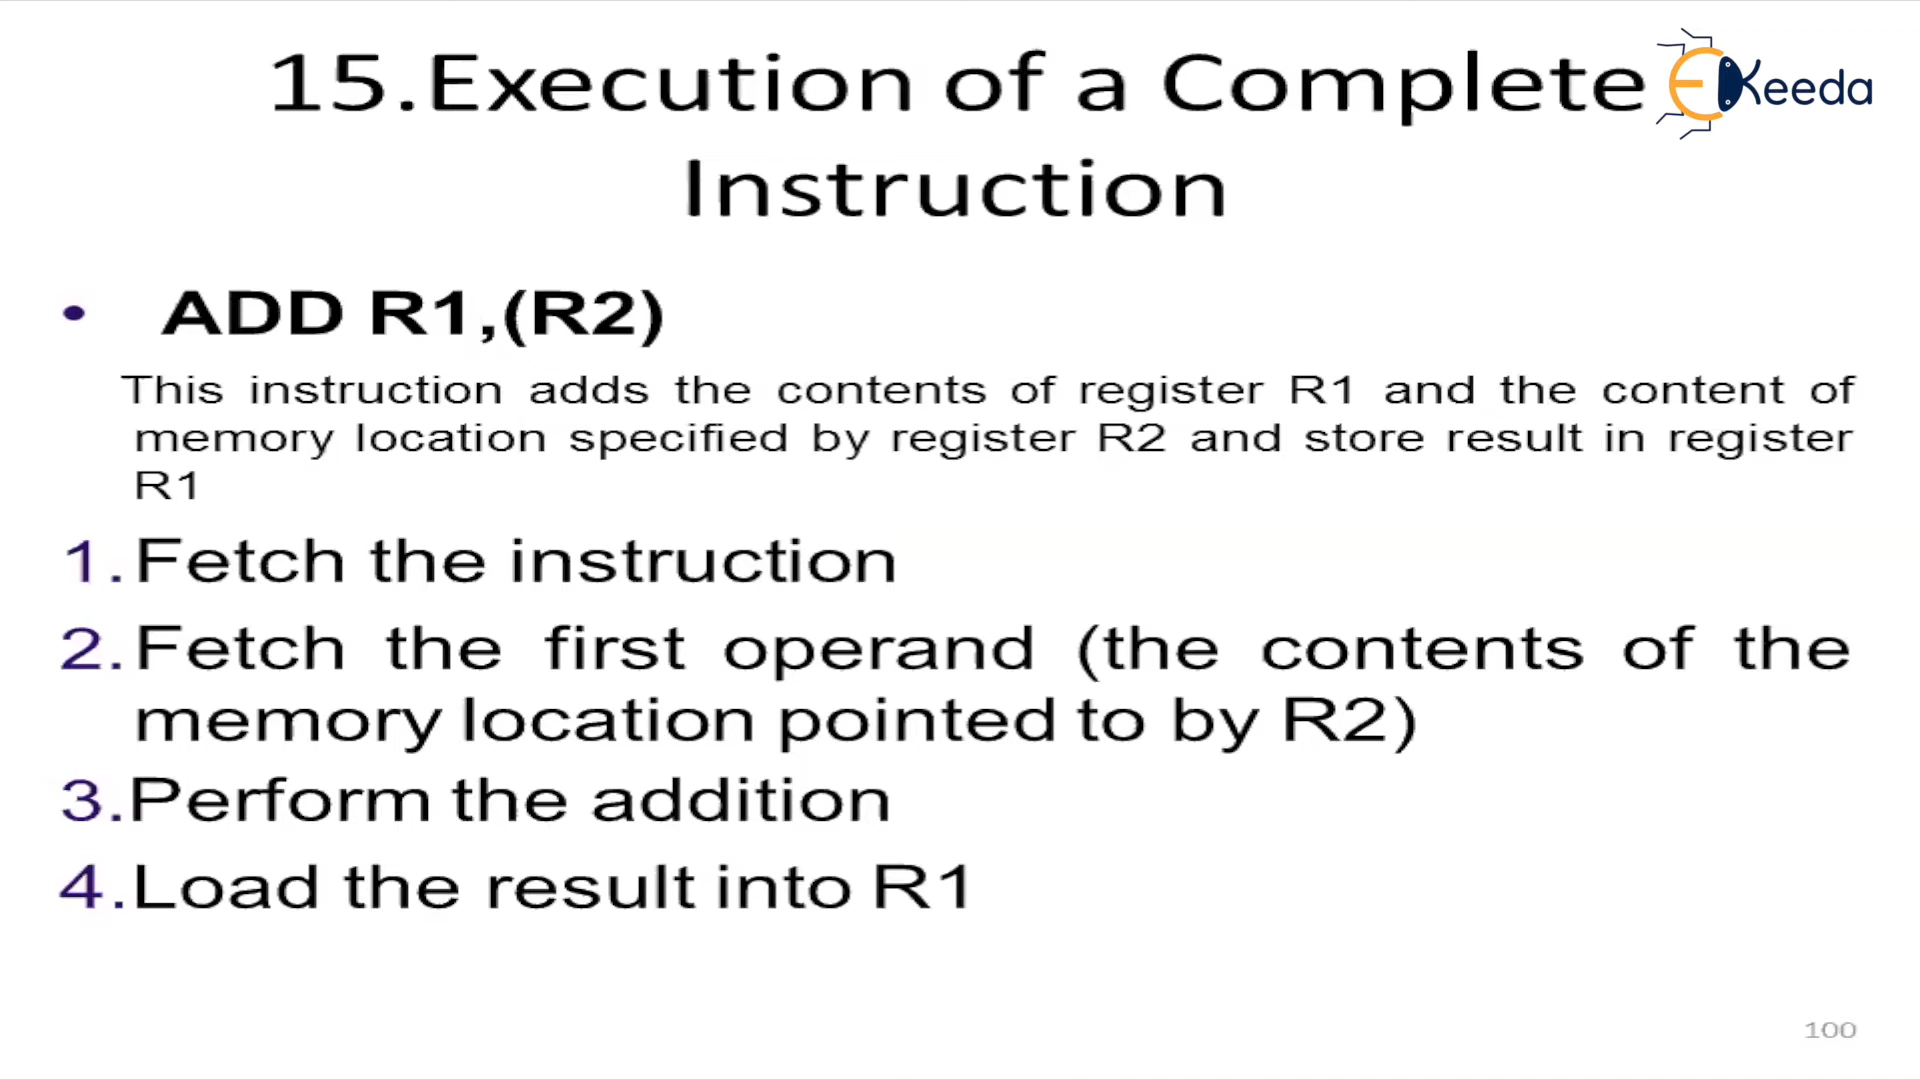 15.Execution of a Complete
Instruction
EKeeda
• ADD R1,(R2)
This instruction adds the contents of register R1 and the content of
memory location specified by register R2 and store result in register
R1
1.Fetch the instruction
2.Fetch the first operand (the contents of the
memory location pointed to by R2)
3.Perform the addition
4.Load the result into R1
100